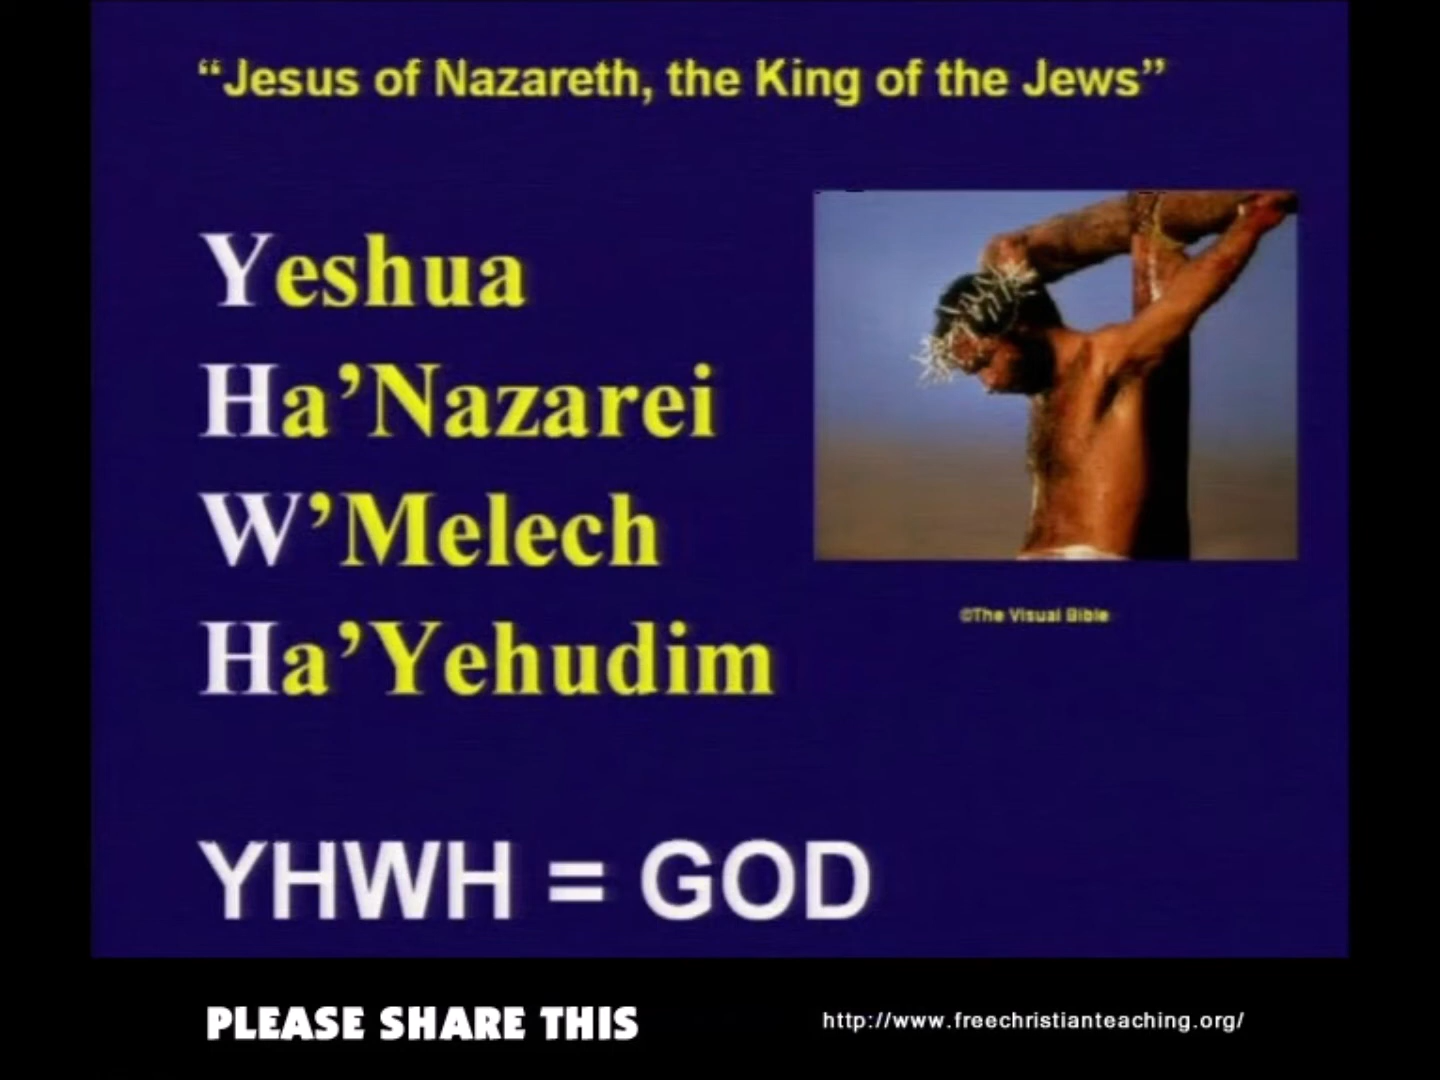 “Jesus of Nazareth, the King of the Jews”
Yeshua
Ha’Nazarei
W’Melech
Ha’Yehudim
©The Visual Bible
YHWH = GOD
PLEASE SHARE THIS
http://www.freechristianteaching.org/